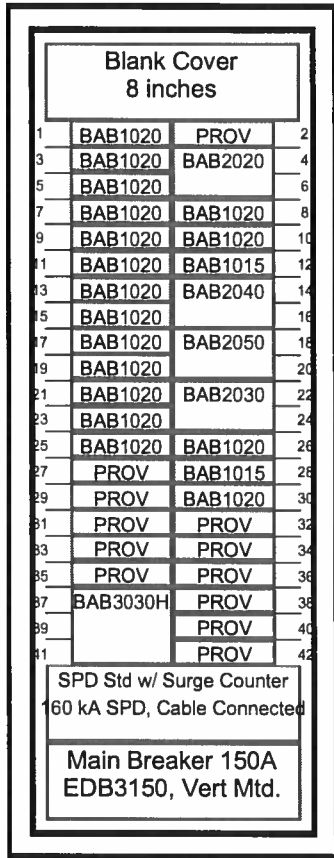 Blank Cover
8 inches
1 BAB1020 PROV 2
3 BAB1020 BAB2020 4
5 BAB1020 6
7 BAB1020 BAB1020 8
9 BAB1020 BAB1020 10
11 BAB1020 BAB1015 12
13 BAB1020 BAB2040 14
15 BAB1020 16
17 BAB1020 BAB2050 18
19 BAB1020 20
21 BAB1020 BAB2030 22
23 BAB1020 24
25 BAB1020 BAB1020 26
27 PROV BAB1015 28
29 PROV BAB1020 30
31 PROV PROV 32
33 PROV PROV 34
35 PROV PROV 36
37 BAB3030H PROV 38
39 PROV 40
41 PROV 42
SPD Std w/ Surge Counter
160 kA SPD, Cable Connected
Main Breaker 150A
EDB3150, Vert Mtd.